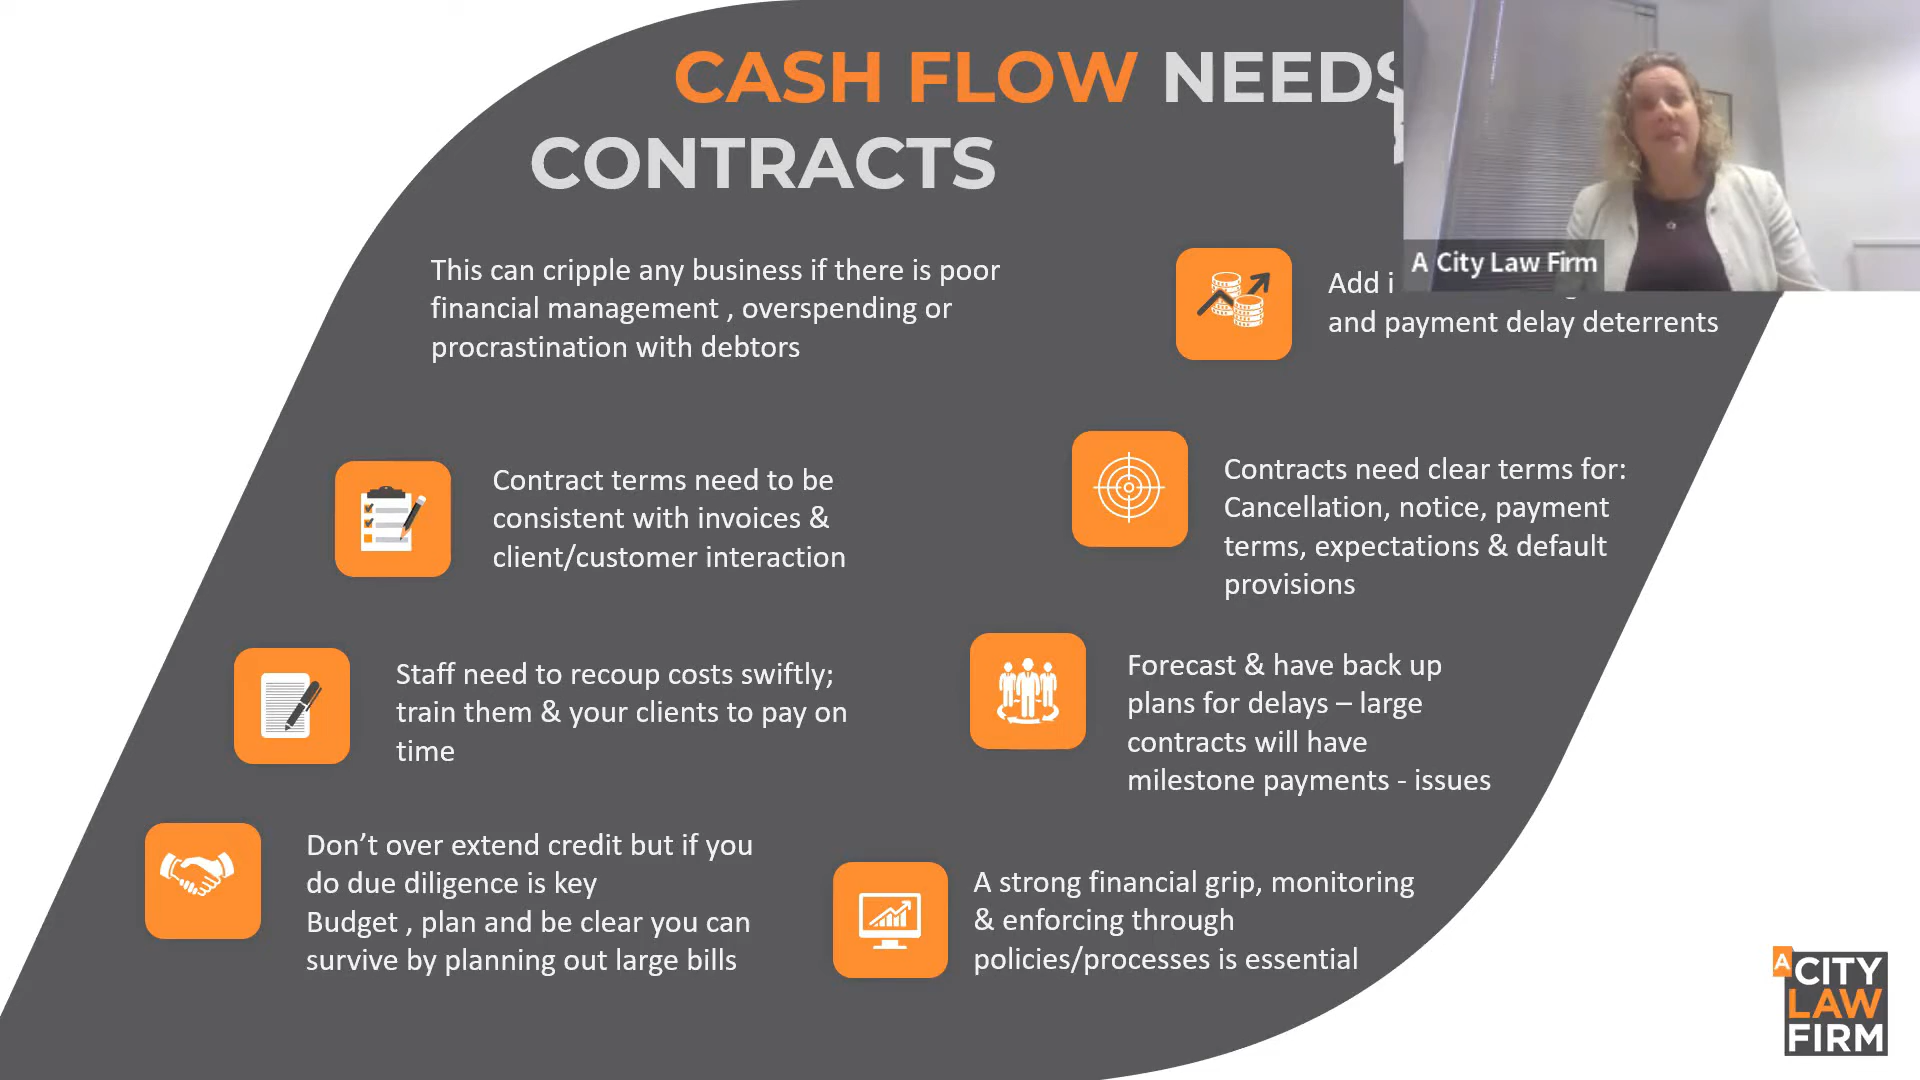 CASH FLOW NEEDS
CONTRACTS
This can cripple any business if there is poor
financial management , overspending or
procrastination with debtors
Add
and payment delay deterrents
A City Law Firm
Contract terms need to be
consistent with invoices &
client/customer interaction
Contracts need clear terms for:
Cancellation, notice, payment
terms, expectations & default
provisions
Staff need to recoup costs swiftly;
train them & your clients to pay on
time
Forecast & have back up
plans for delays – large
contracts will have
milestone payments - issues
Don’t over extend credit but if you
do due diligence is key
Budget , plan and be clear you can
survive by planning out large bills
A strong financial grip, monitoring
& enforcing through
policies/processes is essential
A CITY
LAW
FIRM